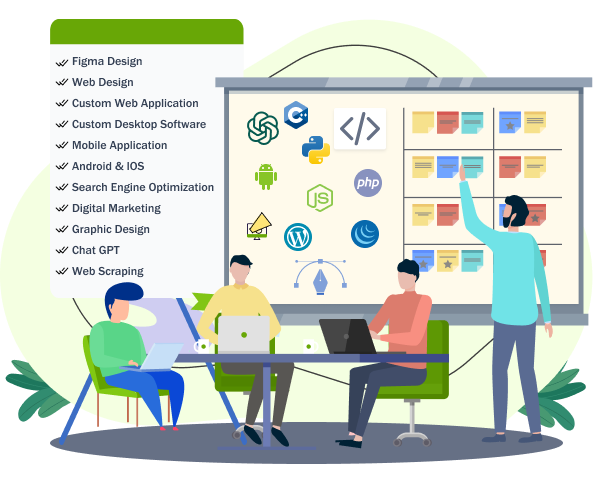 Figma Design
Web Design
Custom Web Application
Custom Desktop Software
Mobile Application
Android & IOS
Search Engine Optimization
Digital Marketing
Graphic Design
Chat GPT
Web Scraping
C++
</>
php
JS
W